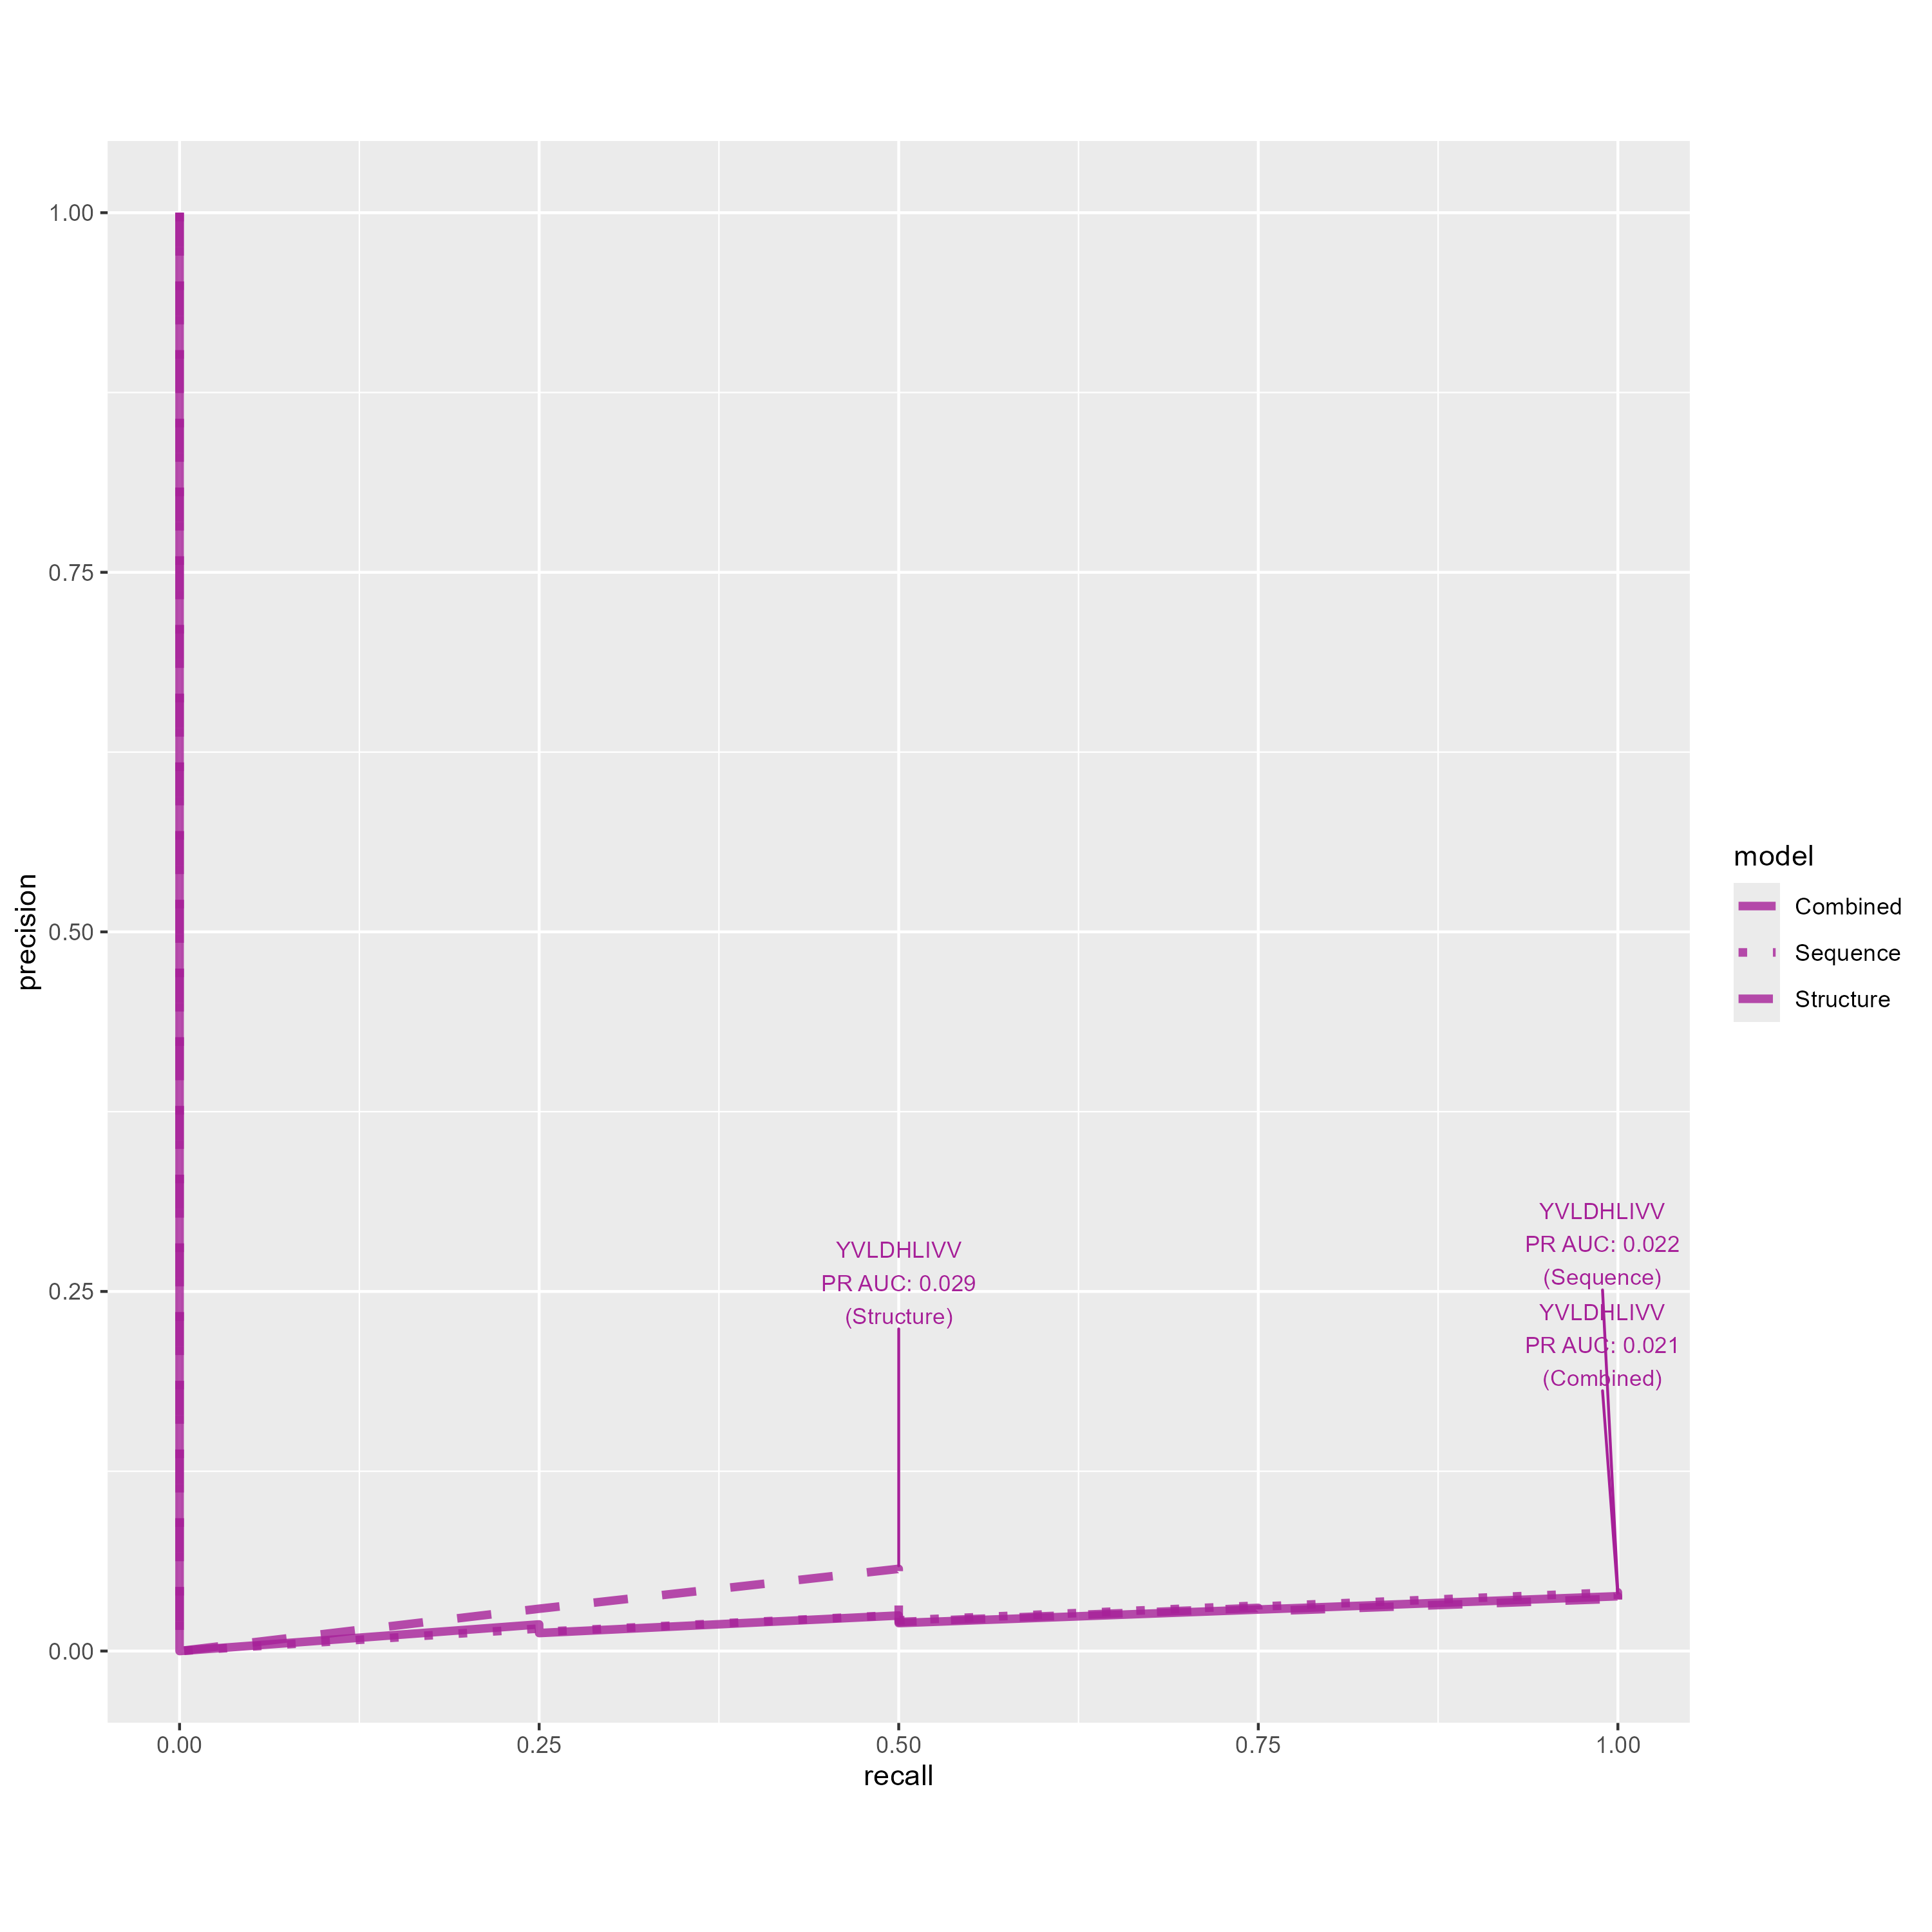 1.00
0.75
0.50
0.25
0.00
precision
YVLDHLIVV
PR AUC: 0.029
(Structure)
YVLDHLIVV
PR AUC: 0.022
(Sequence)
YVLDHLIVV
PR AUC: 0.021
(Combined)
0.00
0.25
0.50
0.75
1.00
recall
model
Combined
Sequence
Structure